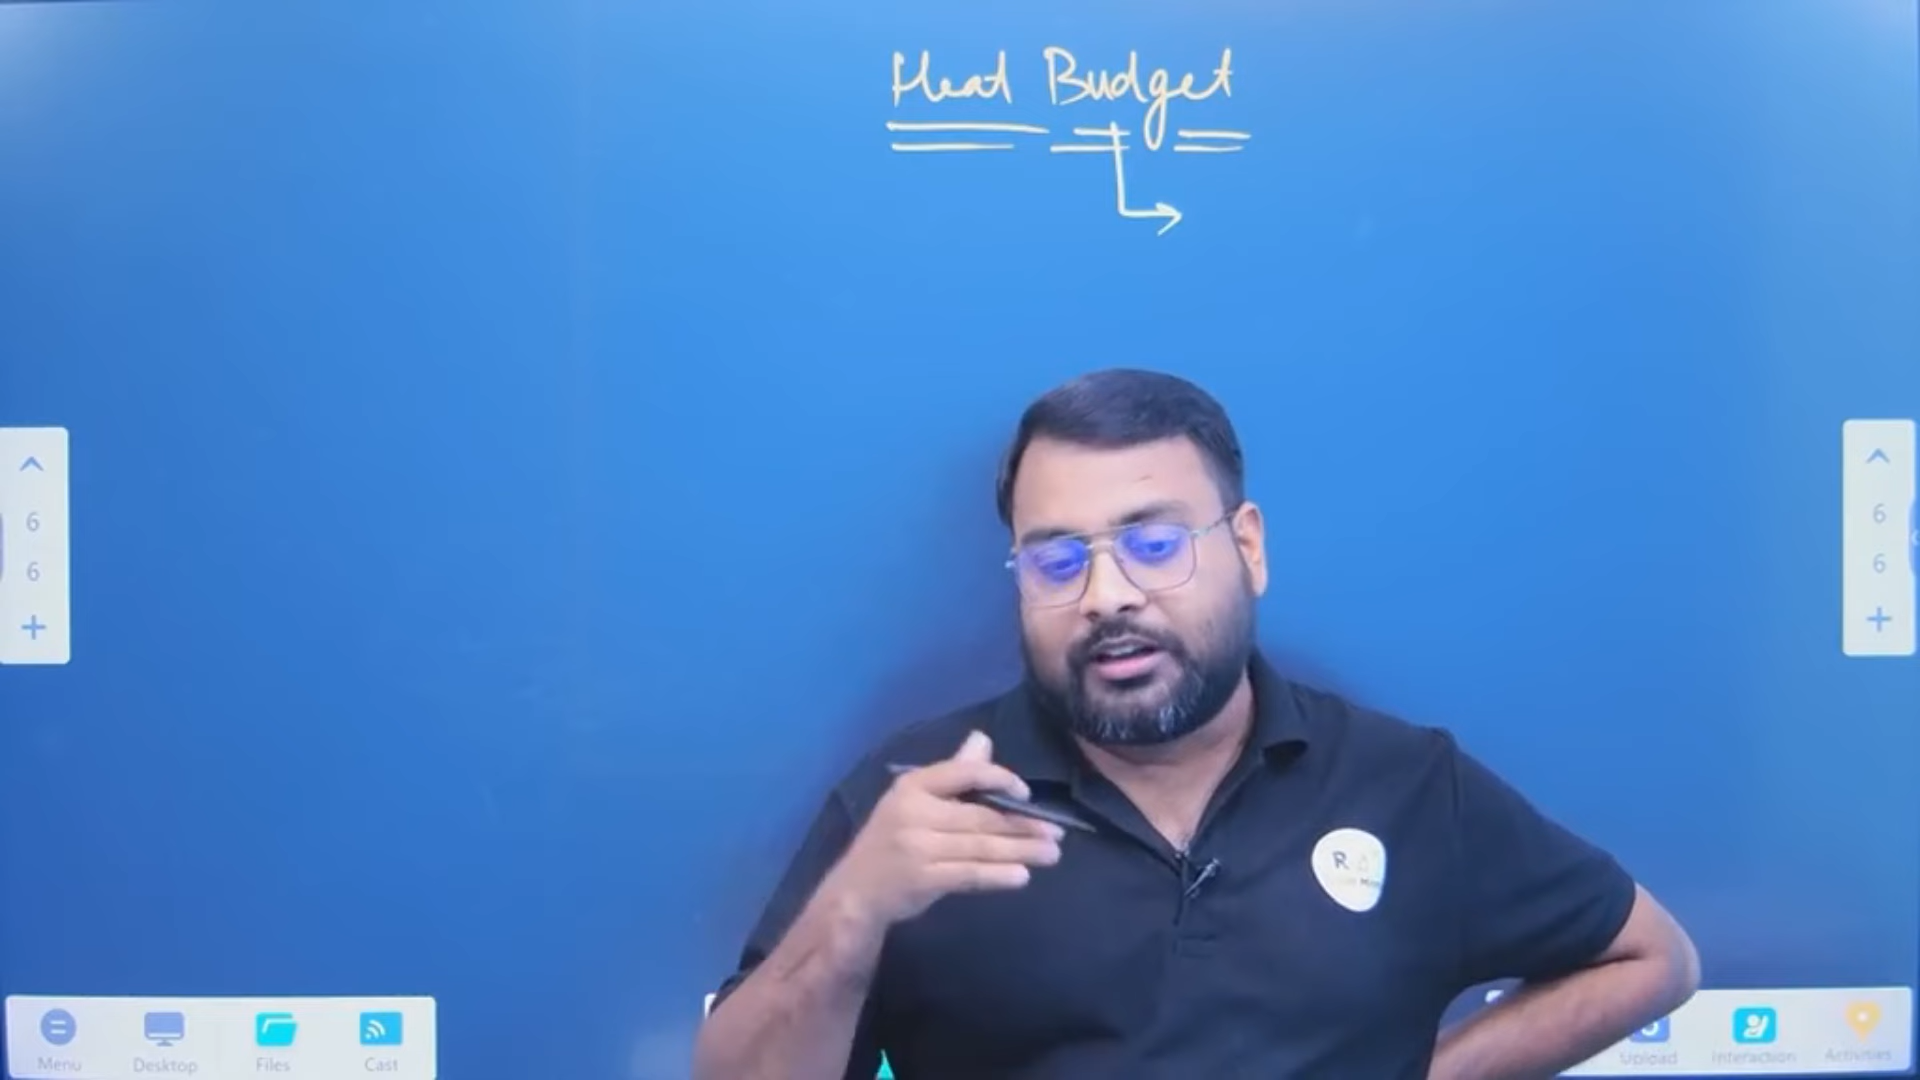 Heat Budget
6
6
6
6
Menu
Desktop
Files
Cast
Upload
Interaction
Activities
R